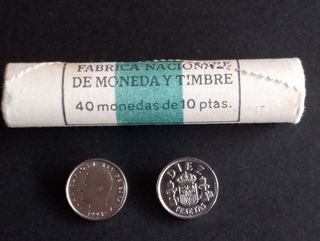 FABRICA NACIONAL
DE MONEDA Y TIMBRE
40 monedas de 10 ptas.
DIEZ
PESETAS